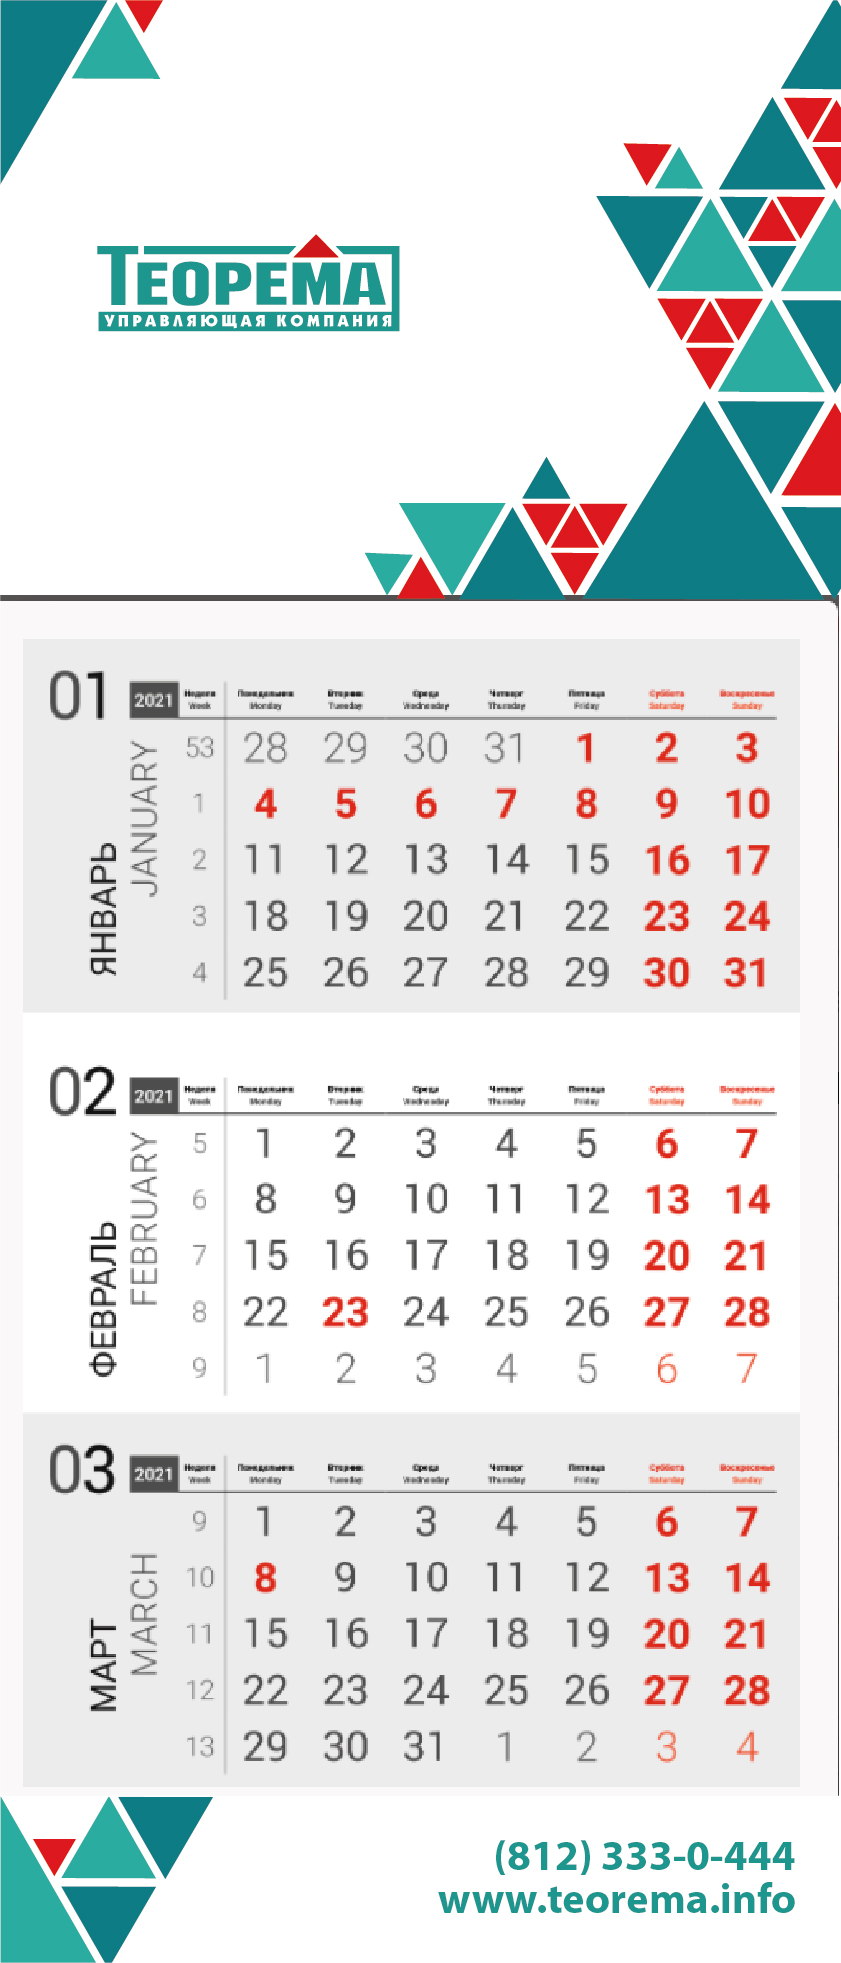 ТЕОРЕМА
УПРАВЛЯЮЩАЯ КОМПАНИЯ
01 2021 Неделя Понедельник Вторник Среда Четверг Пятница Суббота Воскресенье
Week Monday Tuesday Wednesday Thursday Friday Saturday Sunday
ЯНВАРЬ
JANUARY
53 28 29 30 31 1 2 3
1 4 5 6 7 8 9 10
2 11 12 13 14 15 16 17
3 18 19 20 21 22 23 24
4 25 26 27 28 29 30 31
02 2021 Неделя Понедельник Вторник Среда Четверг Пятница Суббота Воскресенье
Week Monday Tuesday Wednesday Thursday Friday Saturday Sunday
ФЕВРАЛЬ
FEBRUARY
5 1 2 3 4 5 6 7
6 8 9 10 11 12 13 14
7 15 16 17 18 19 20 21
8 22 23 24 25 26 27 28
9 1 2 3 4 5 6 7
03 2021 Неделя Понедельник Вторник Среда Четверг Пятница Суббота Воскресенье
Week Monday Tuesday Wednesday Thursday Friday Saturday Sunday
МАРТ
MARCH
9 1 2 3 4 5 6 7
10 8 9 10 11 12 13 14
11 15 16 17 18 19 20 21
12 22 23 24 25 26 27 28
13 29 30 31 1 2 3 4
(812) 333-0-444
www.teorema.info